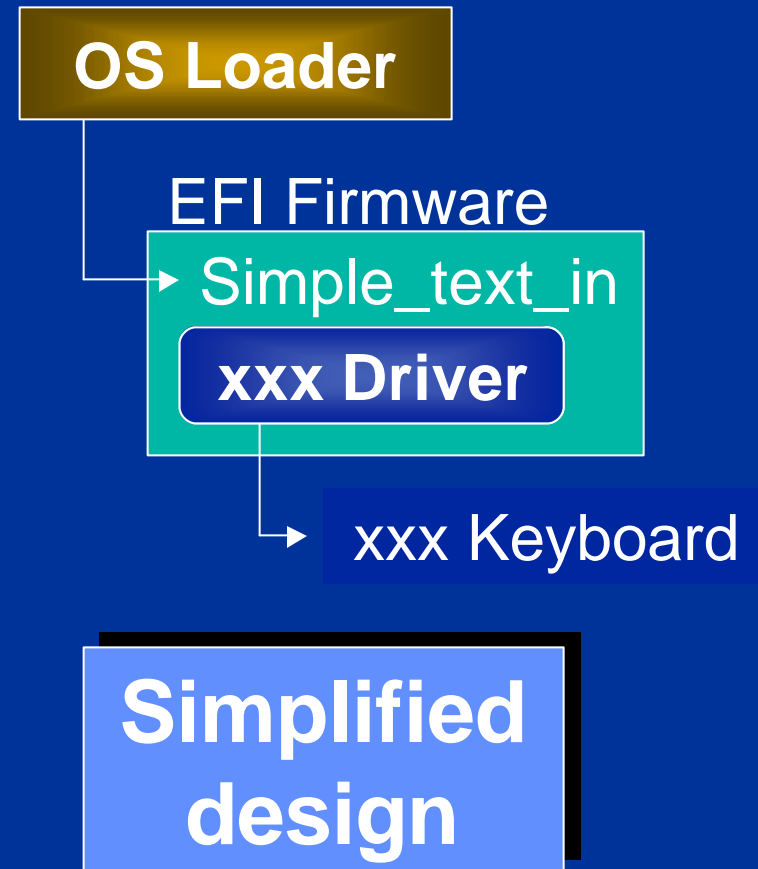 OS Loader
EFI Firmware
Simple_text_in
xxx Driver
xxx Keyboard
Simplified
design